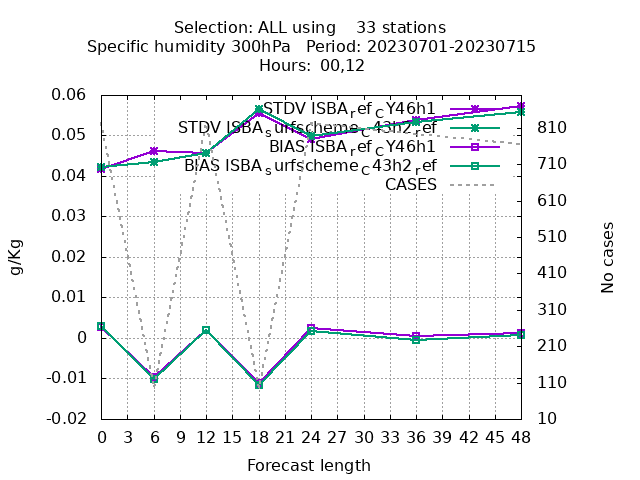 Selection: ALL using    33 stations
Specific humidity 300hPa   Period: 20230701-20230715
Hours:  00,12
0.06
0.05
0.04
0.03
0.02
0.01
0
-0.01
-0.02
g/Kg
STDV ISBA_ref_CY46h1
STDV ISBA_surfscheme_C43h2_ref
BIAS ISBA_ref_CY46h1
BIAS ISBA_surfscheme_C43h2_ref
CASES
810
710
610
510
410
310
210
110
10
No cases
0 3 6 9 12 15 18 21 24 27 30 33 36 39 42 45 48
Forecast length